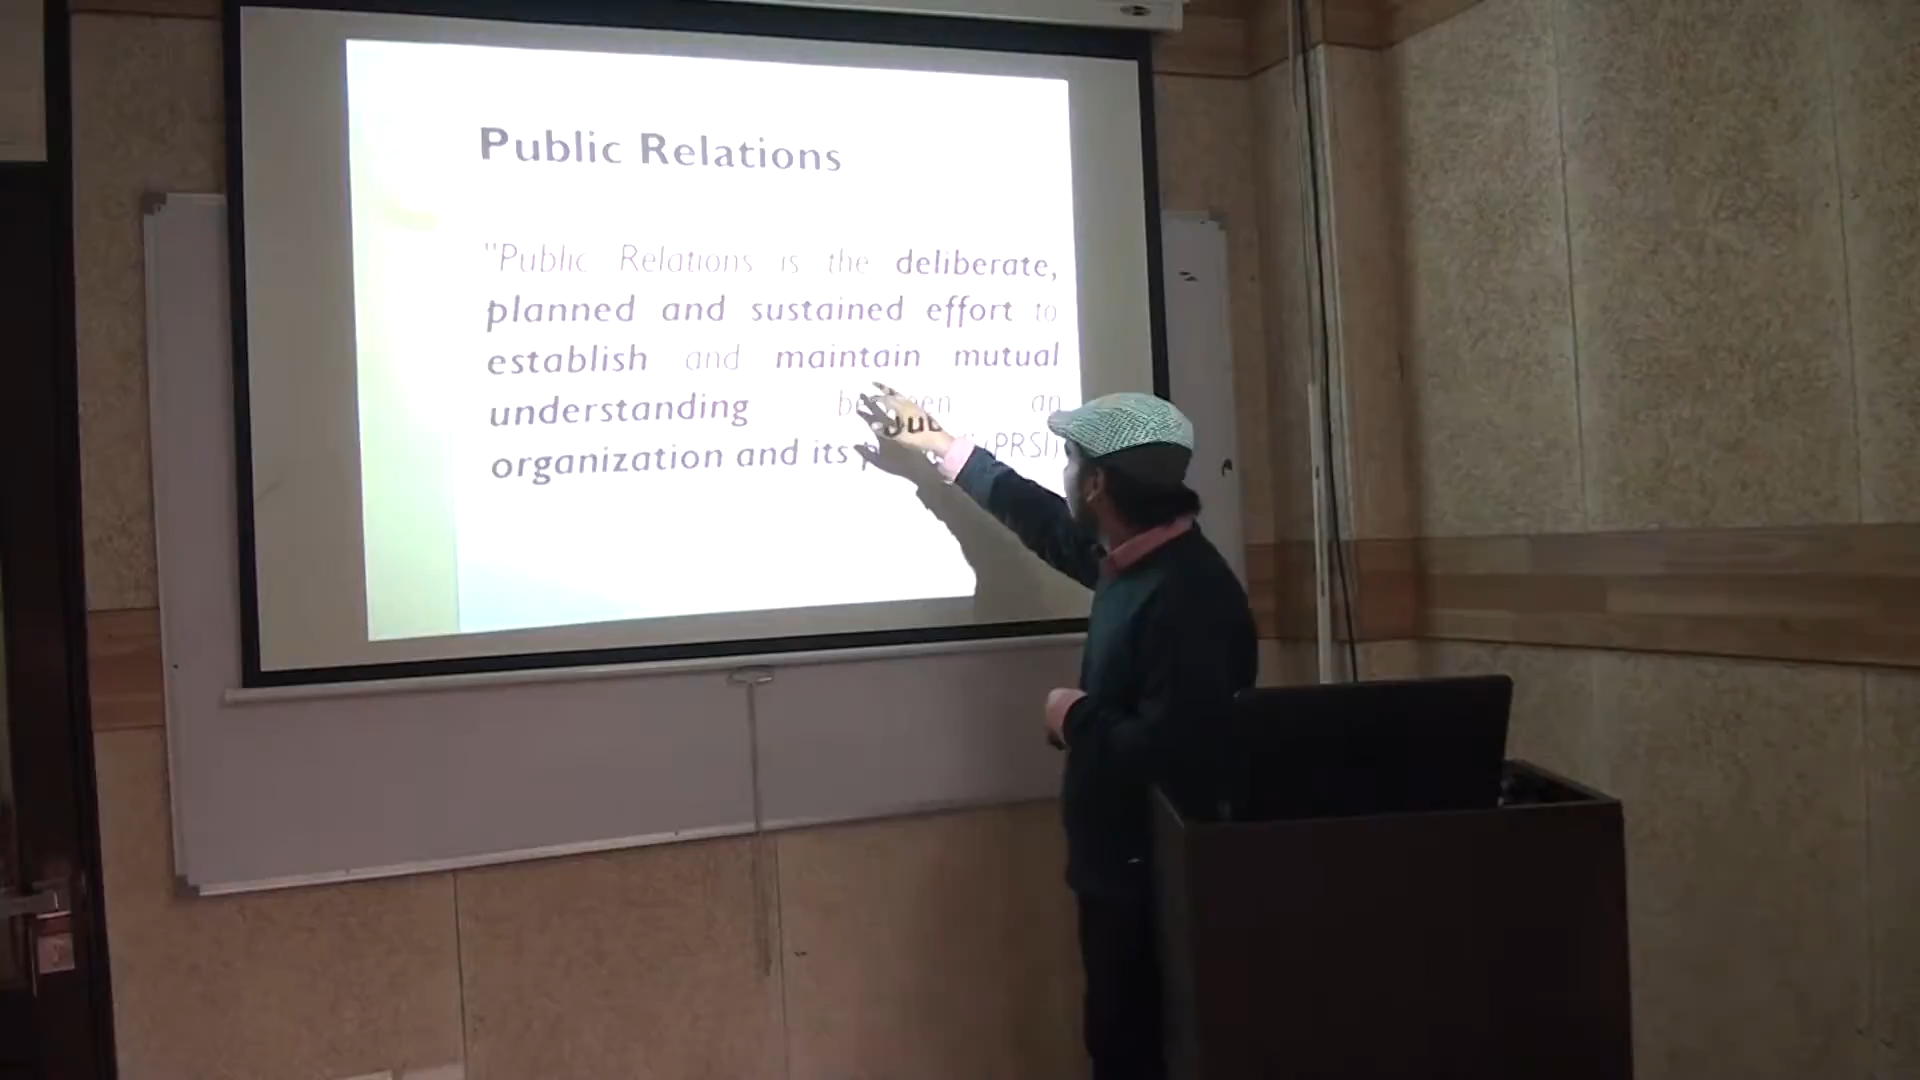 Public Relations
"Public Relations is the deliberate,
planned and sustained effort to
establish and maintain mutual
understanding between an
organization and its (PRSI)